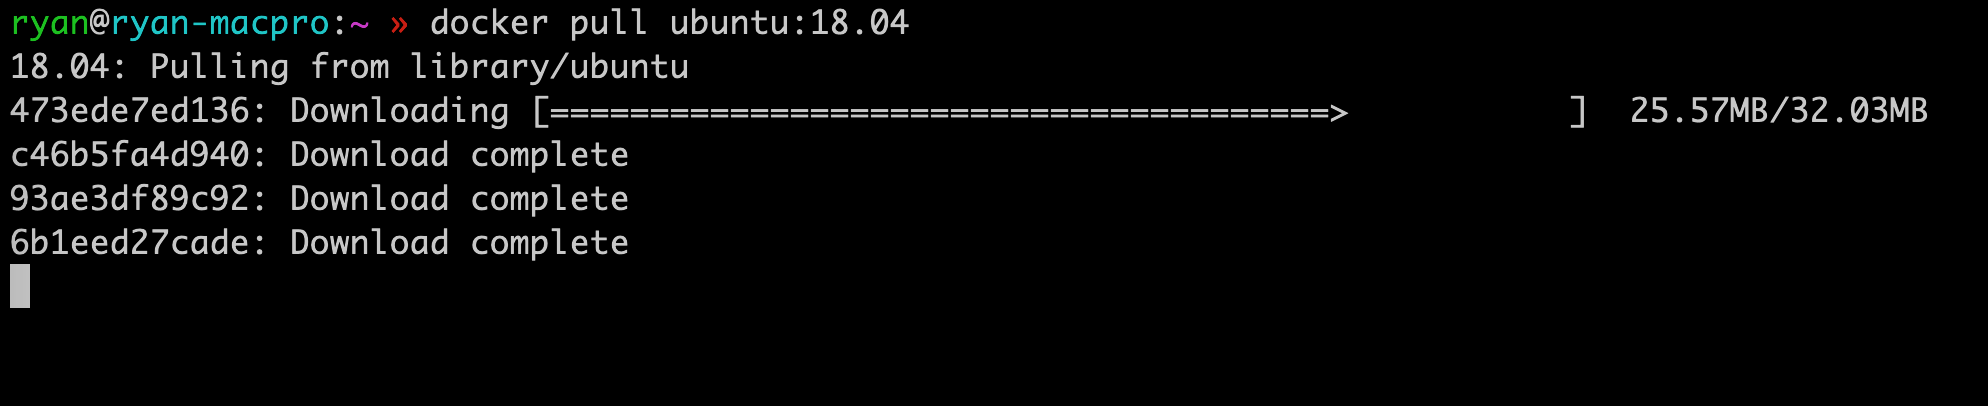 ryan@ryan-macpro:~ » docker pull ubuntu:18.04
18.04: Pulling from library/ubuntu
473ede7ed136: Downloading [=======================================>           ]  25.57MB/32.03MB
c46b5fa4d940: Download complete
93ae3df89c92: Download complete
6b1eed27cade: Download complete